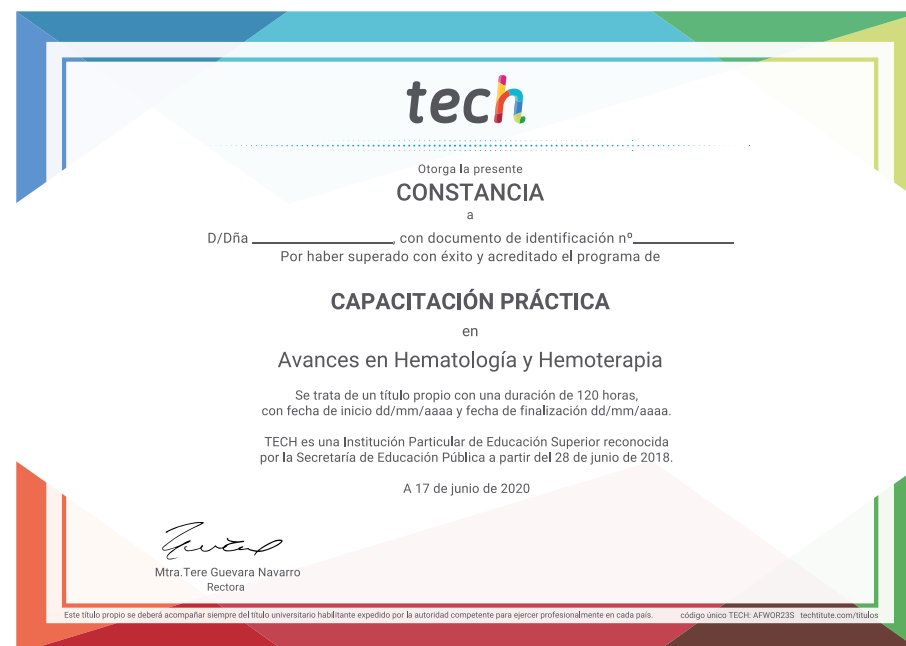 tech
Otorga la presente
CONSTANCIA
a
D/Dña ____________________, con documento de identificación nº______________
Por haber superado con éxito y acreditado el programa de
CAPACITACIÓN PRÁCTICA
en
Avances en Hematología y Hemoterapia
Se trata de un título propio con una duración de 120 horas,
con fecha de inicio dd/mm/aaaa y fecha de finalización dd/mm/aaaa.
TECH es una Institución Particular de Educación Superior reconocida
por la Secretaría de Educación Pública a partir del 28 de junio de 2018.
A 17 de junio de 2020
Mtra.Tere Guevara Navarro
Rectora
Este título propio se deberá acompañar siempre del título universitario habilitante expedido por la autoridad competente para ejercer profesionalmente en cada país. código único TECH: AFWOR23S techtitute.com/titulos